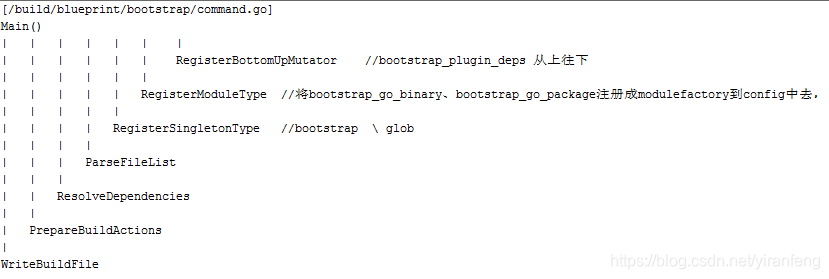 [/build/blueprint/bootstrap/command.go]
Main()
| | | | | | |
| | | | | | RegisterBottomUpMutator //bootstrap_plugin_deps 从上往下
| | | | | |
| | | | | RegisterModuleType //将bootstrap_go_binary、bootstrap_go_package注册成modulefactory到config中去,
| | | | |
| | | | RegisterSingletonType //bootstrap \ glob
| | | |
| | | ParseFileList
| | |
| | ResolveDependencies
| |
| PrepareBuildActions
|
WriteBuildFile
https://blog.csdn.net/yiranfeng